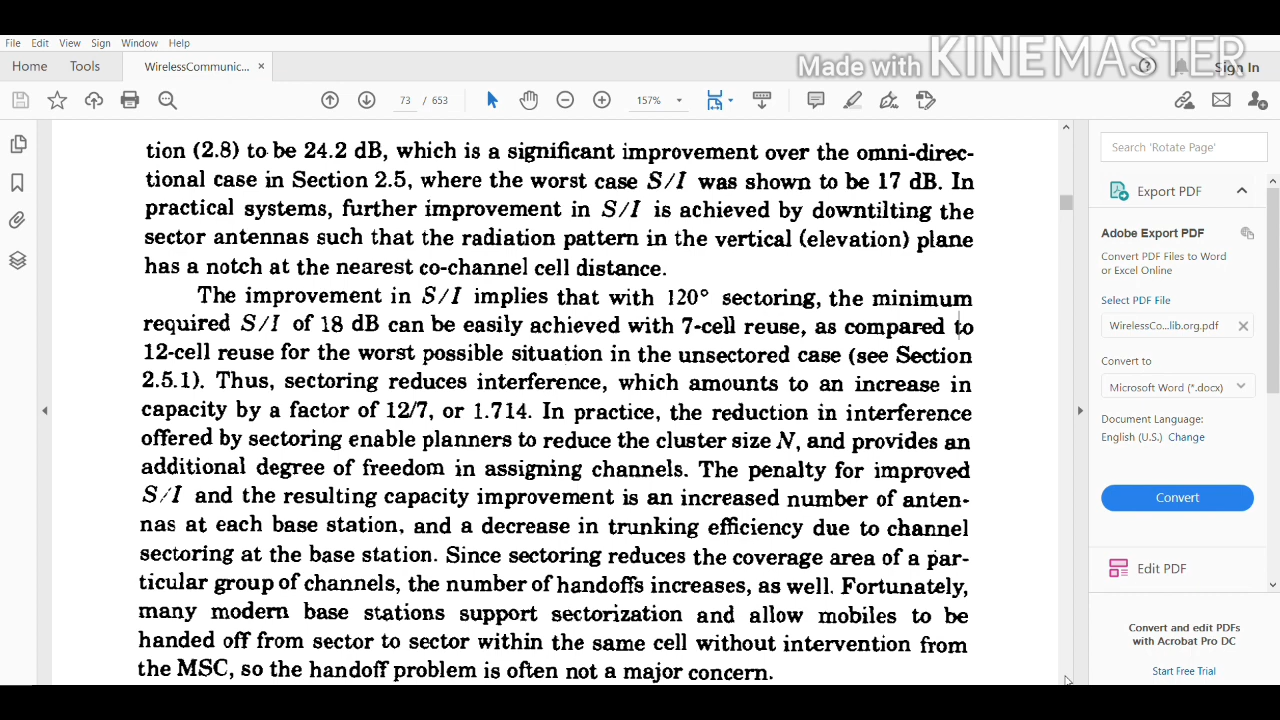 File Edit View Sign Window Help
Made with KINEMASTER
Home Tools WirelessCommunic... × Sign In
73 / 653 157%
tion (2.8) to be 24.2 dB, which is a significant improvement over the omni-direc-
tional case in Section 2.5, where the worst case S/I was shown to be 17 dB. In
practical systems, further improvement in S/I is achieved by downtilting the
sector antennas such that the radiation pattern in the vertical (elevation) plane
has a notch at the nearest co-channel cell distance.
The improvement in S/I implies that with 120° sectoring, the minimum
required S/I of 18 dB can be easily achieved with 7-cell reuse, as compared to
12-cell reuse for the worst possible situation in the unsectored case (see Section
2.5.1). Thus, sectoring reduces interference, which amounts to an increase in
capacity by a factor of 12/7, or 1.714. In practice, the reduction in interference
offered by sectoring enable planners to reduce the cluster size N, and provides an
additional degree of freedom in assigning channels. The penalty for improved
S/I and the resulting capacity improvement is an increased number of anten-
nas at each base station, and a decrease in trunking efficiency due to channel
sectoring at the base station. Since sectoring reduces the coverage area of a par-
ticular group of channels, the number of handoffs increases, as well. Fortunately,
many modern base stations support sectorization and allow mobiles to be
handed off from sector to sector within the same cell without intervention from
the MSC, so the handoff problem is often not a major concern.
Search 'Rotate Page'
Export PDF
Adobe Export PDF
Convert PDF Files to Word
or Excel Online
Select PDF File
WirelessCo...lib.org.pdf ×
Convert to
Microsoft Word (*.docx)
Document Language:
English (U.S.) Change
Convert
Edit PDF
Convert and edit PDFs
with Acrobat Pro DC
Start Free Trial